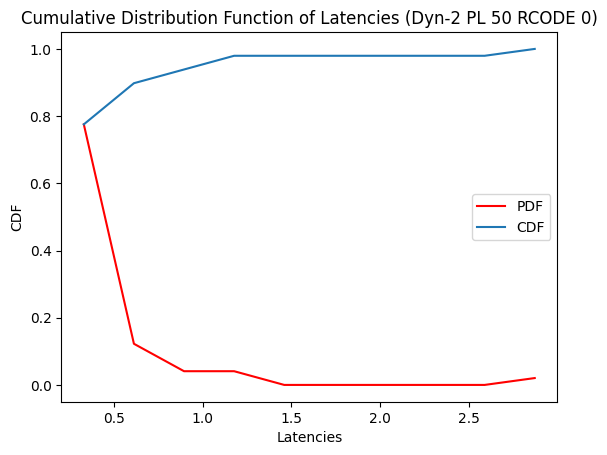 Cumulative Distribution Function of Latencies (Dyn-2 PL 50 RCODE 0)
1.0
0.8
0.6
0.4
0.2
0.0
CDF
PDF
CDF
0.5
1.0
1.5
2.0
2.5
Latencies